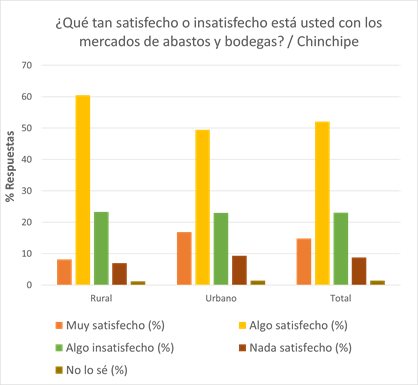 ¿Qué tan satisfecho o insatisfecho está usted con los
mercados de abastos y bodegas? / Chinchipe
% Respuestas
70
60
50
40
30
20
10
0
Rural
Urbano
Total
Muy satisfecho (%)
Algo satisfecho (%)
Algo insatisfecho (%)
Nada satisfecho (%)
No lo sé (%)